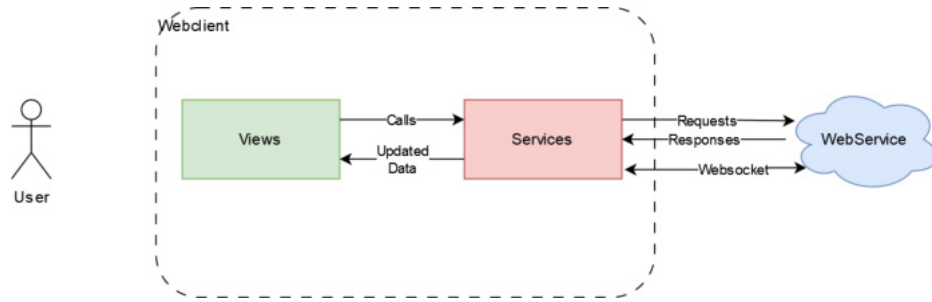 Webclient
User
Views
Calls
Updated
Data
Services
Requests
Responses
Websocket
WebService